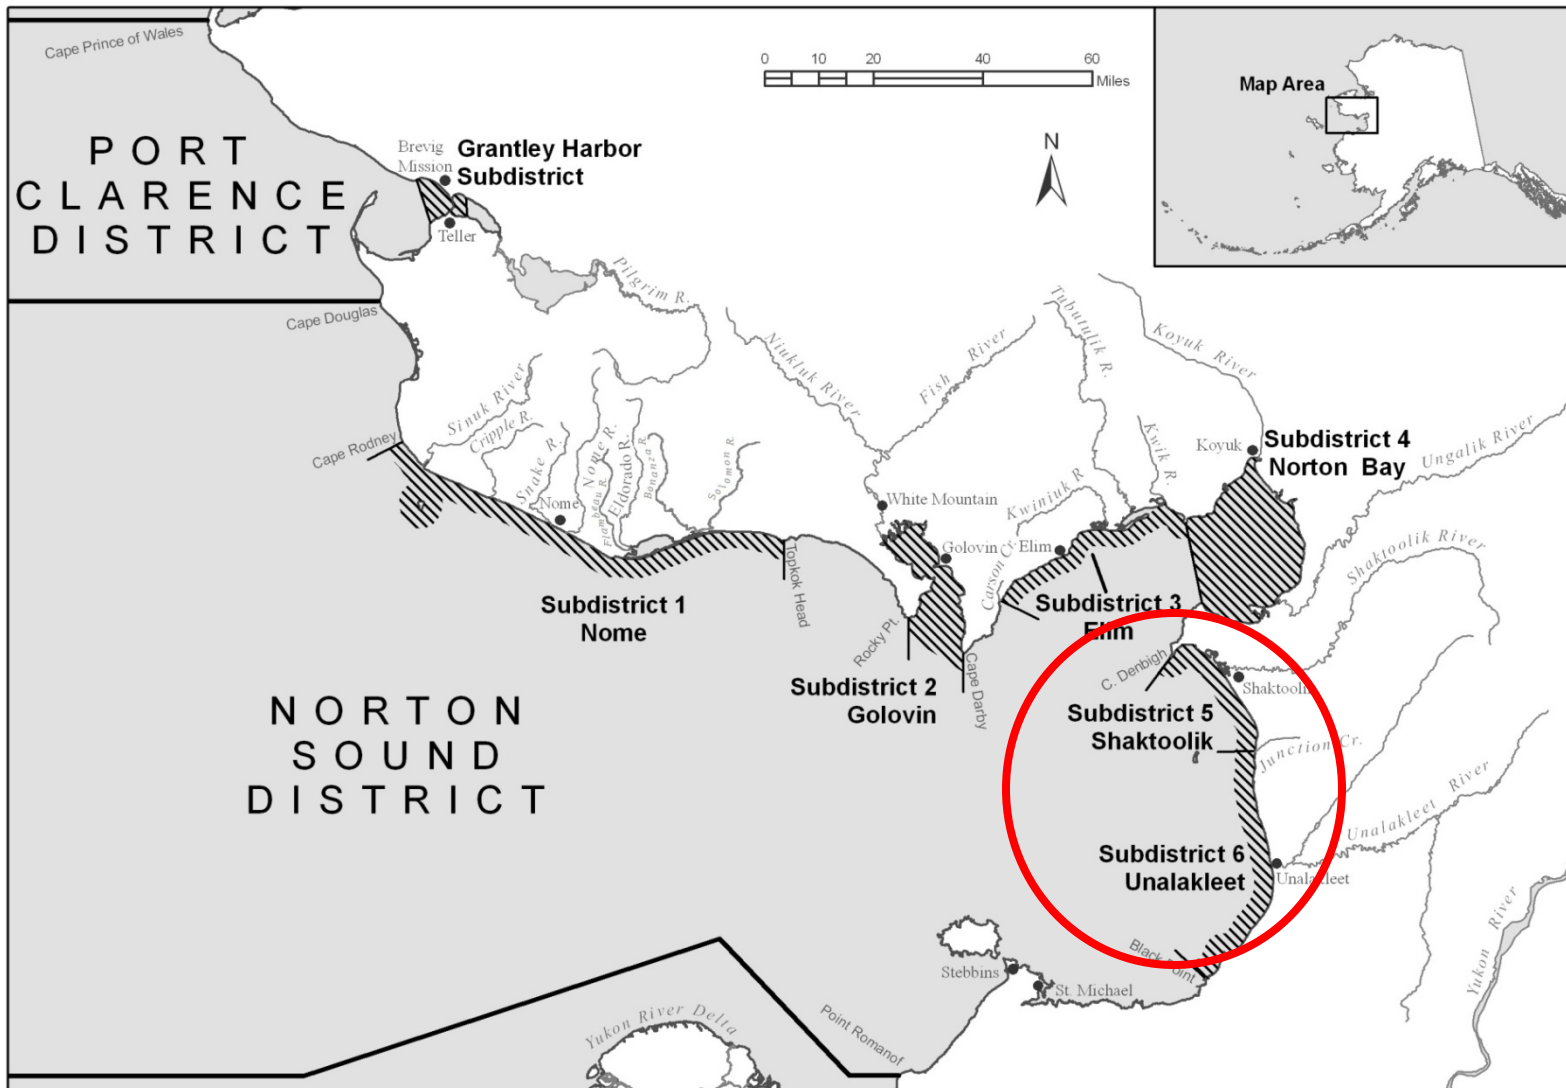 Cape Prince of Wales
PORT
CLARENCE
DISTRICT
Brevig
Mission
Grantley Harbor
Subdistrict
Teller
0 10 20 40 60
Miles
N
Map Area
Cape Douglas
Pilgrim R.
Niukluk River
Fish River
Tubutulik R.
Koyuk River
Sinuk River
Cripple R.
Cape Rodney
Snake R.
Nome R.
Flambeau R.
Eldorado R.
Bonanza R.
Solomon R.
Nome
Kwik R.
Koyuk
Subdistrict 4
Norton Bay
Ungalik River
White Mountain
Kwiniuk R
Golovin
Carson Cr.
Elim
Shaktoolik River
Topkok Head
Subdistrict 1
Nome
Subdistrict 3
Elim
Rocky Pt.
Cape Darby
C. Denbigh
Subdistrict 2
Golovin
Shaktoolik
NORTON
SOUND
DISTRICT
Subdistrict 5
Shaktoolik
Junction Cr.
Unalakleet River
Subdistrict 6
Unalakleet
Unalakleet
Black Point
Stebbins
St. Michael
Yukon River
Yukon River Delta
Point Romanof